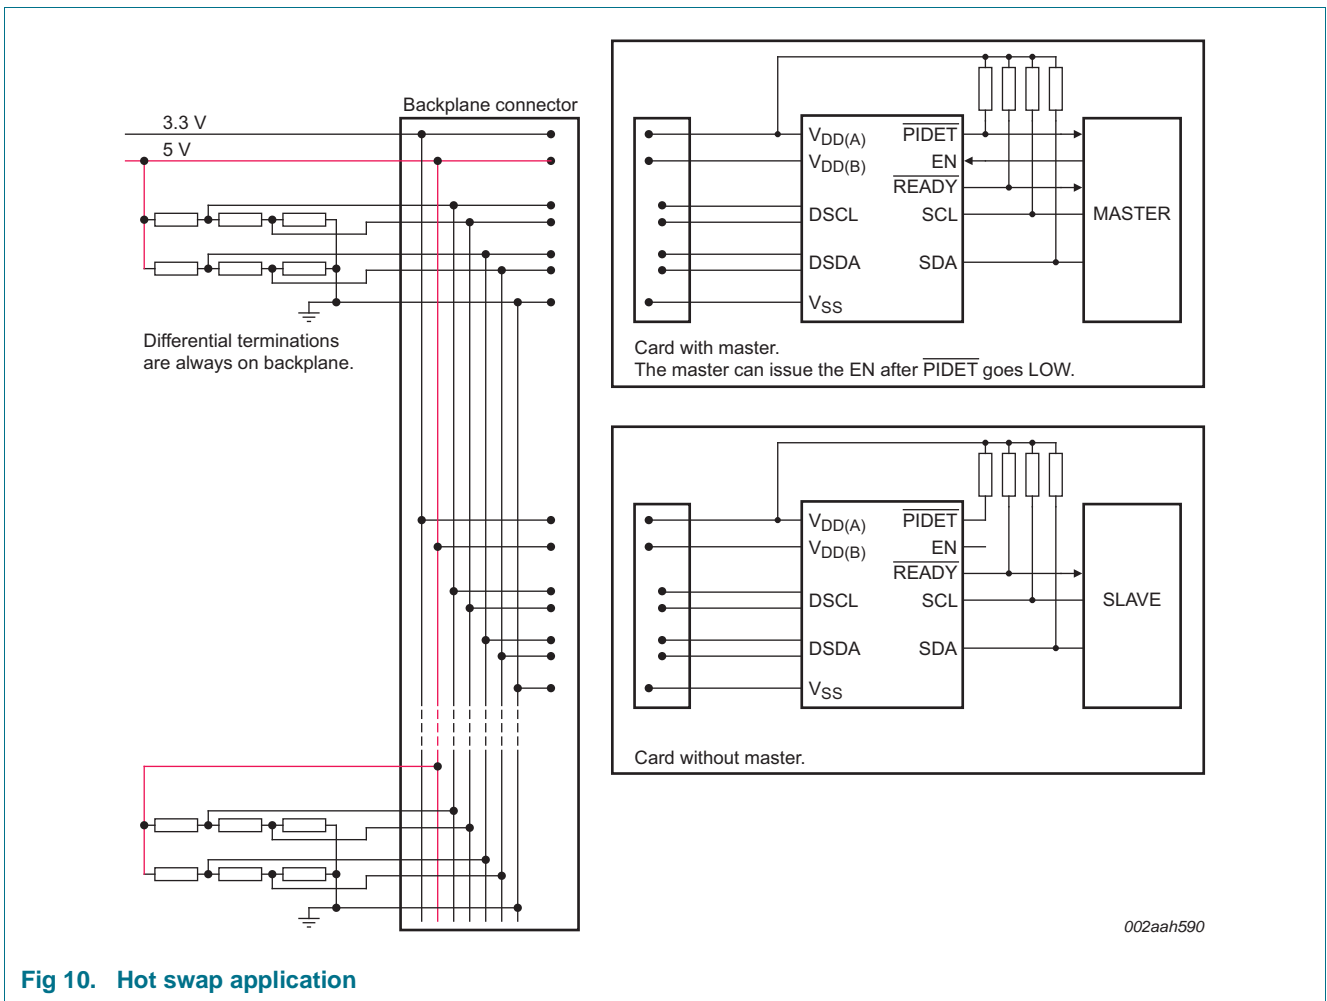 Backplane connector
3.3 V
5 V
Differential terminations
are always on backplane.
VDD(A)
VDD(B)
DSCL
DSDA
VSS
PIDET
EN
READY
SCL
SDA
MASTER
Card with master.
The master can issue the EN after PIDET goes LOW.
VDD(A)
VDD(B)
DSCL
DSDA
VSS
PIDET
EN
READY
SCL
SDA
SLAVE
Card without master.
002aah590
Fig 10. Hot swap application